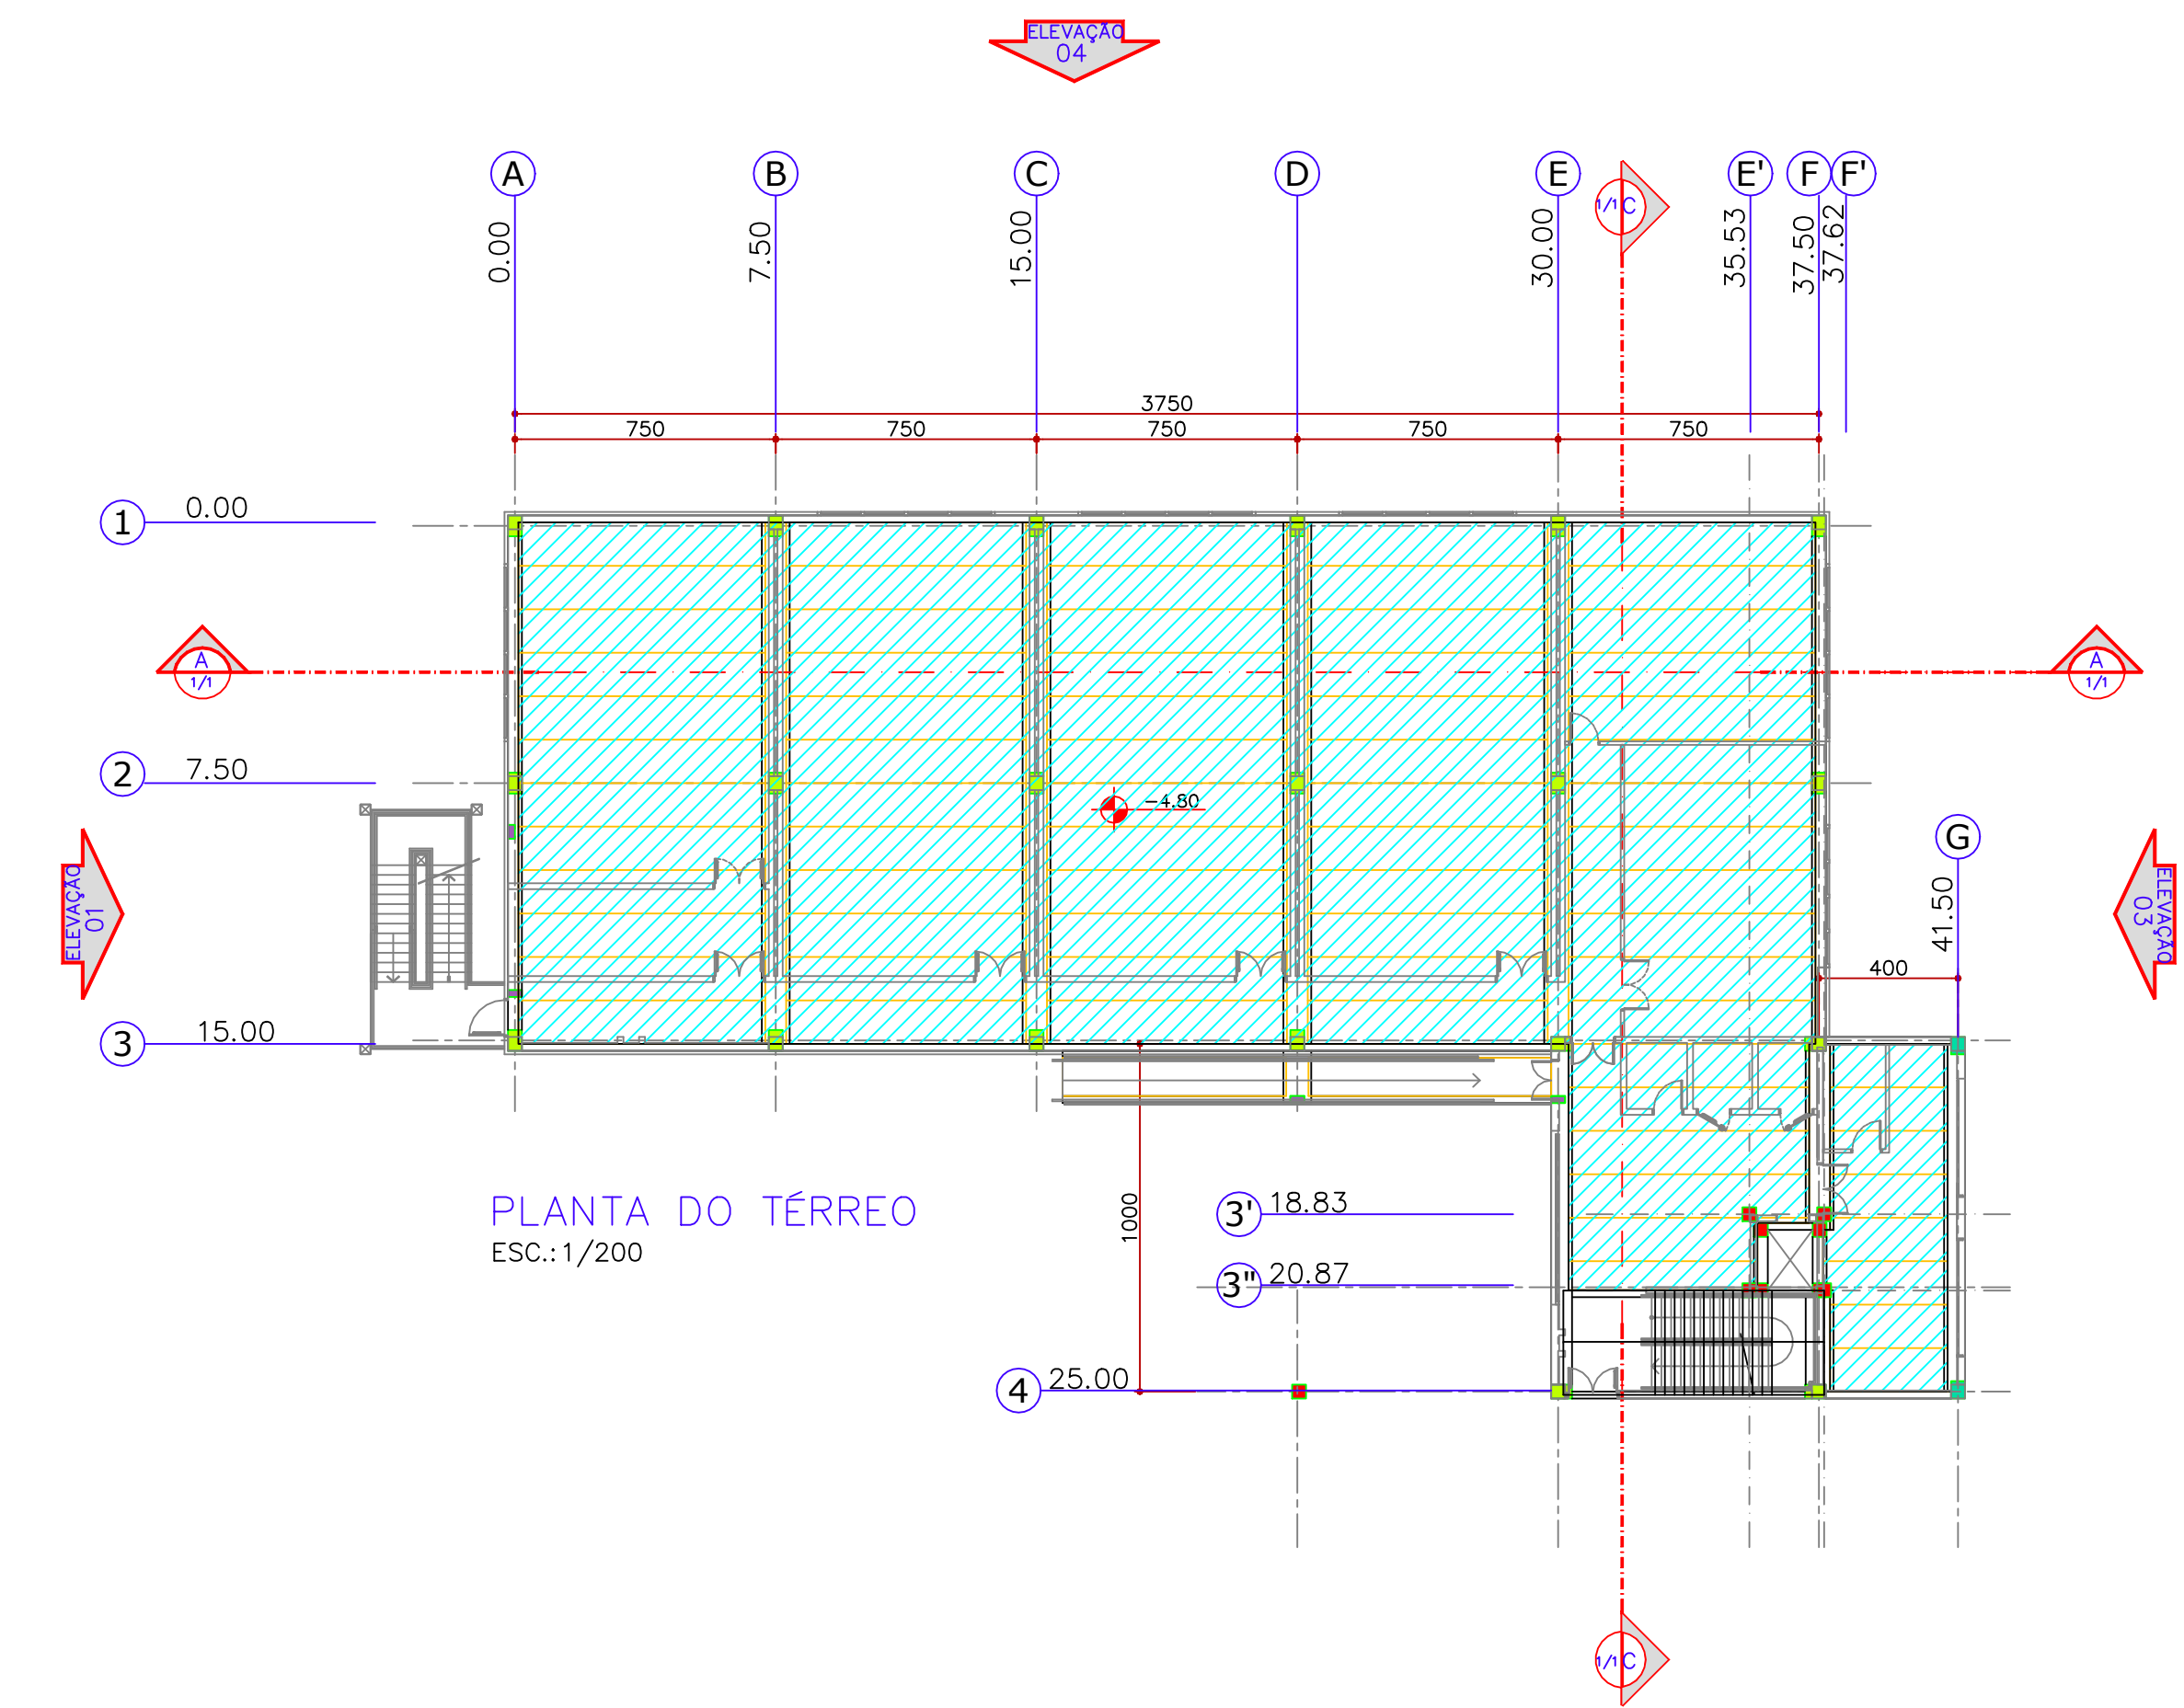 ELEVAÇÃO
04
A
B
C
D
E
E'
F
F'
0.00
7.50
15.00
30.00
35.53
37.50
37.62
1/1 C
3750
750
750
750
750
750
1
0.00
A
1/1
A
1/1
2
7.50
-4.80
G
41.50
ELEVAÇÃO
01
ELEVAÇÃO
03
400
3
15.00
1000
PLANTA DO TÉRREO
ESC.:1/200
3'
18.83
3"
20.87
4
25.00
1/1 C